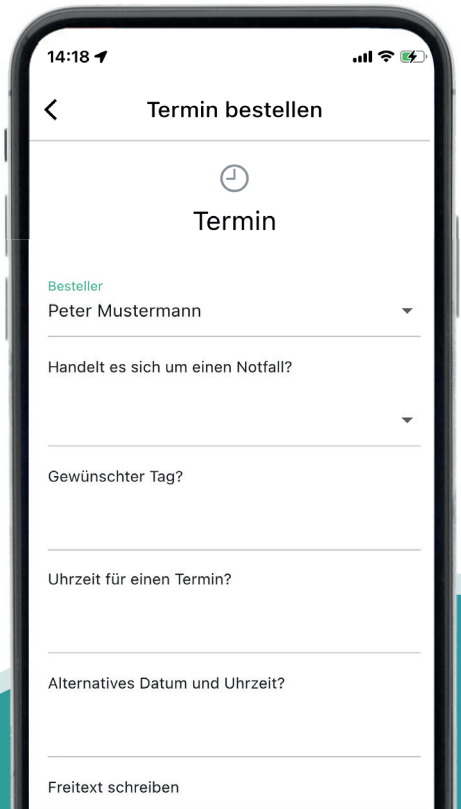 14:18
Termin bestellen
Termin
Besteller
Peter Mustermann
Handelt es sich um einen Notfall?
Gewünschter Tag?
Uhrzeit für einen Termin?
Alternatives Datum und Uhrzeit?
Freitext schreiben